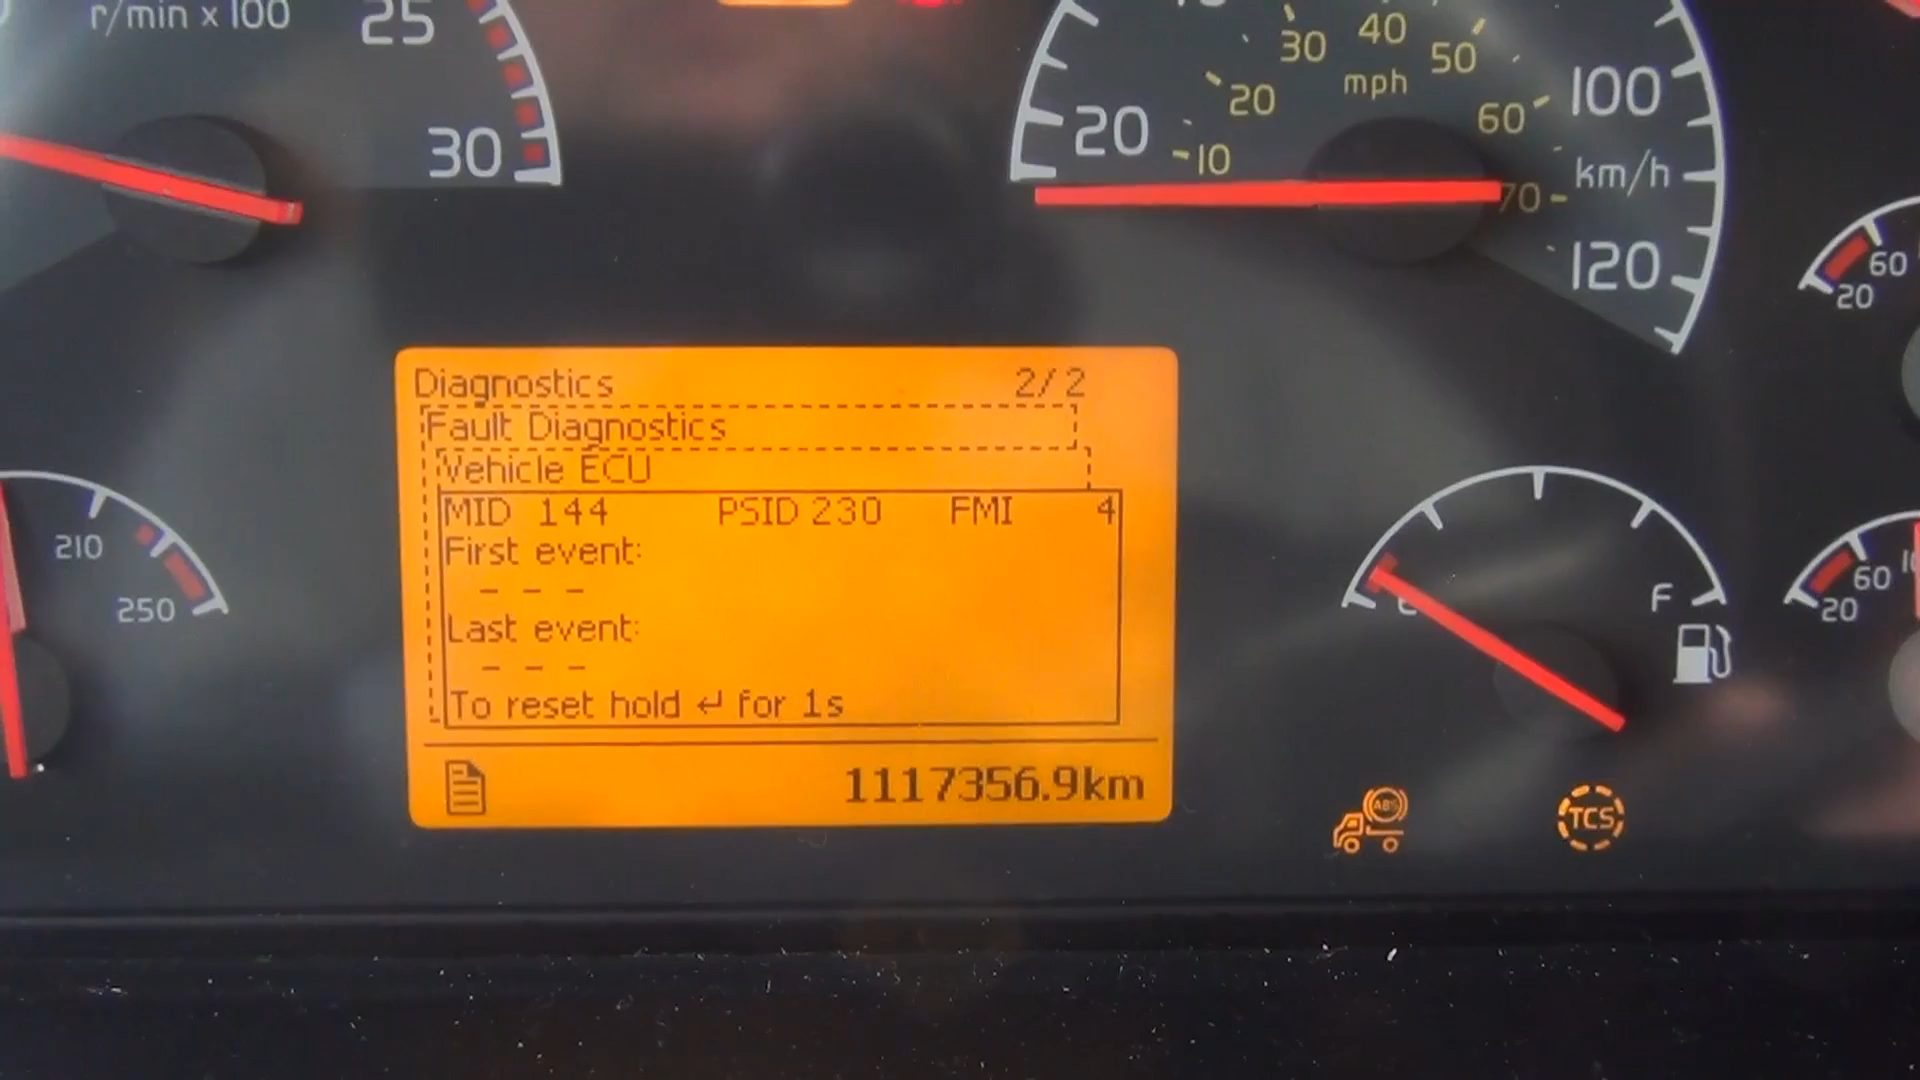 r/min x 100
25
30
20
10
20
30
40
50
60
70
mph
100
km/h
120
60
20
210
250
Diagnostics 2/2
Fault Diagnostics
Vehicle ECU
MID 144 PSID 230 FMI 4
First event:
- - -
Last event:
- - -
To reset hold ↵ for 1s
1117356.9km
F
60
20
ABS
TCS